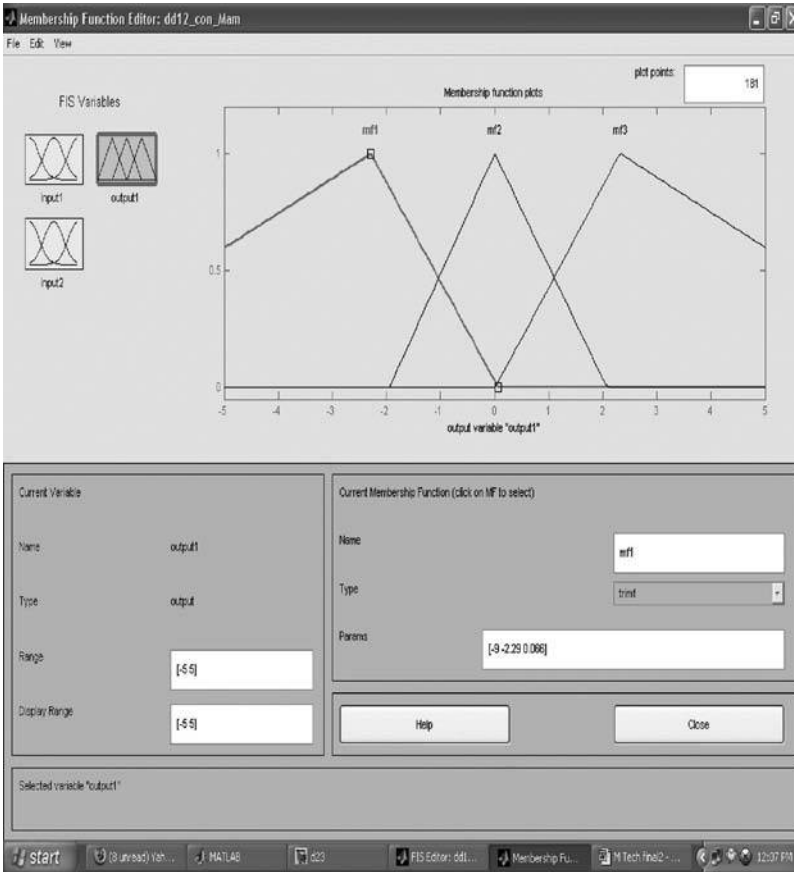 Membership Function Editor: dd12_con_Mam
File Edit View
plot points: 181
FIS Variables
Membership function plots
mf1 mf2 mf3
1
0.5
0
input1 output1
input2
-5 -4 -3 -2 -1 0 1 2 3 4 5
output variable "output1"
Current Variable
Name output1
Type output
Range [-5 5]
Display Range [-5 5]
Current Membership Function (click on MF to select)
Name mf1
Type trimf
Params [-9 -2.29 0.066]
Help Close
Selected variable "output1"
start (8 unread) Yah... MATLAB d23 FIS Editor: dd1... Membership Fu... M Tech final2 - ... 12:07 PM